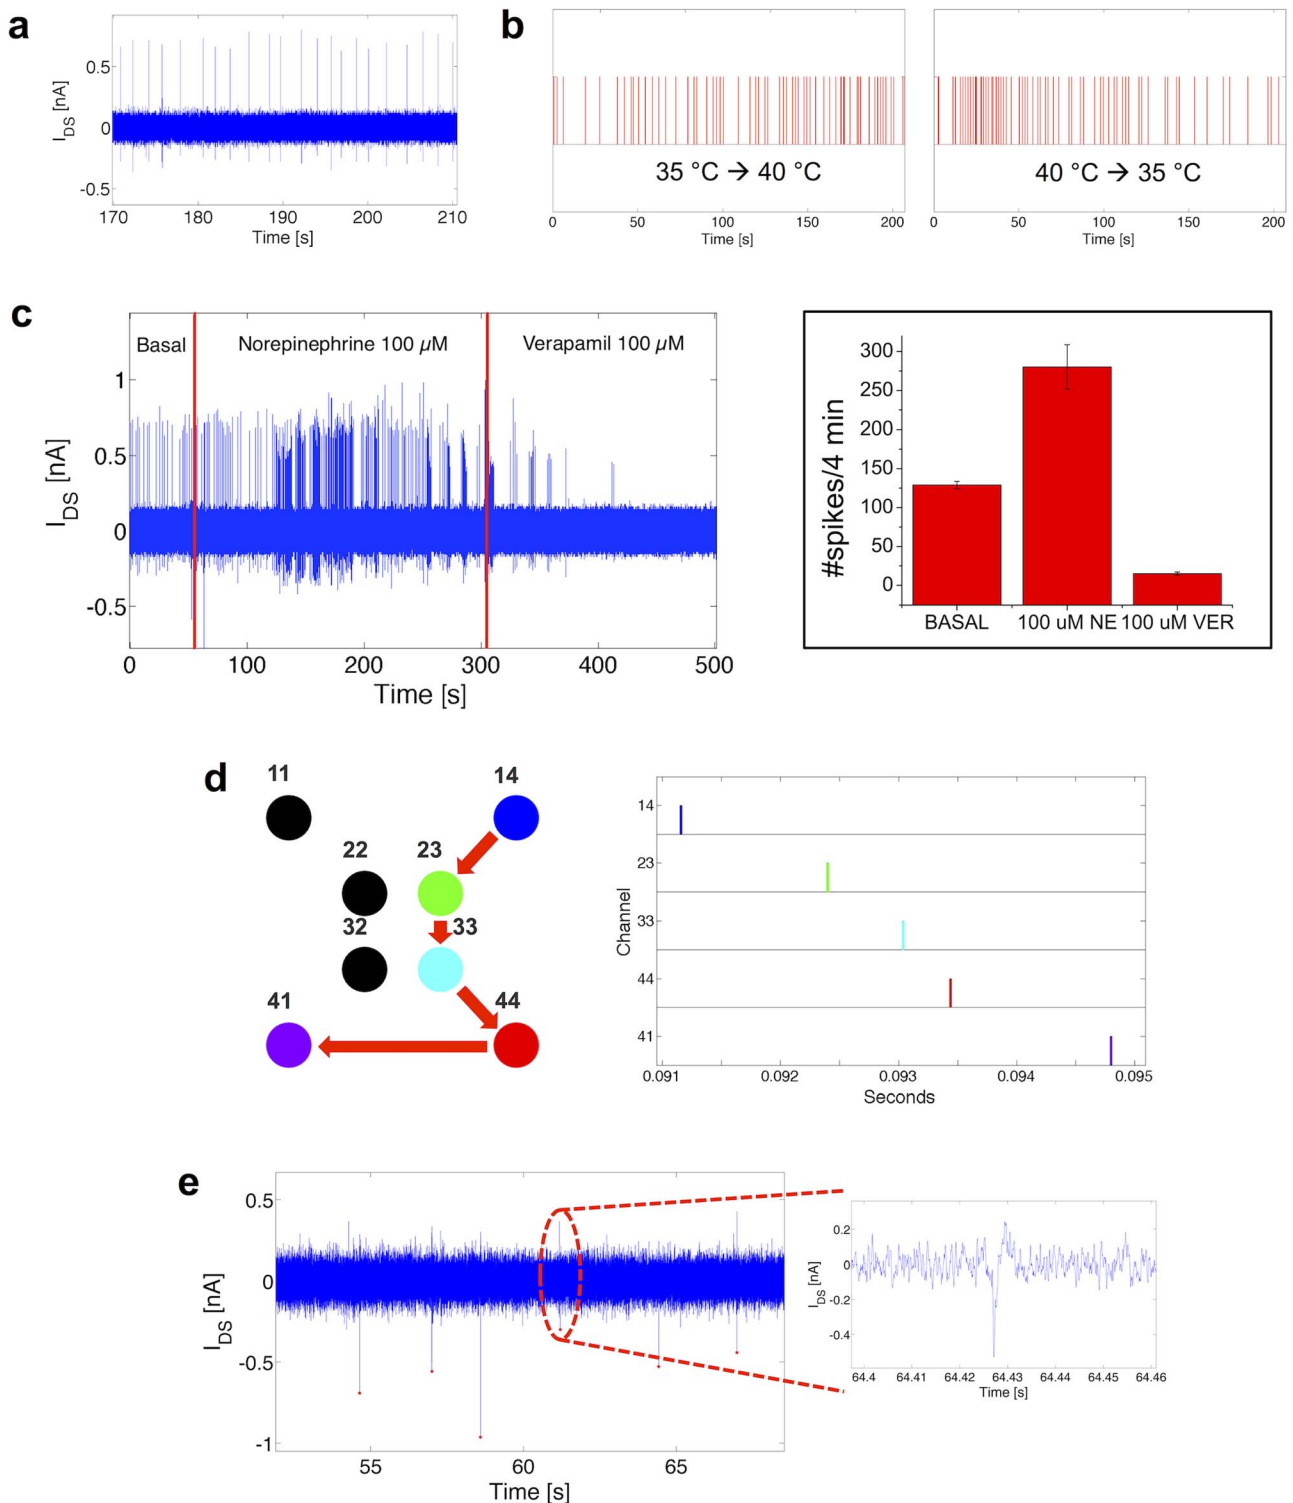 a
I_DS [nA]
0.5
0
-0.5
170 180 190 200 210
Time [s]
b
35 °C → 40 °C
0 50 100 150 200
Time [s]
40 °C → 35 °C
0 50 100 150 200
Time [s]
c
Basal Norepinephrine 100 μM Verapamil 100 μM
I_DS [nA]
1
0.5
0
-0.5
0 100 200 300 400 500
Time [s]
#spikes/4 min
300
250
200
150
100
50
0
BASAL 100 uM NE 100 uM VER
d
11 14
22 23
32 33
41 44
Channel
14
23
33
44
41
0.091 0.092 0.093 0.094 0.095
Seconds
e
I_DS [nA]
0.5
0
-0.5
-1
55 60 65
Time [s]
I_DS [nA]
0.2
0
-0.2
-0.4
64.4 64.41 64.42 64.43 64.44 64.45 64.46
Time [s]